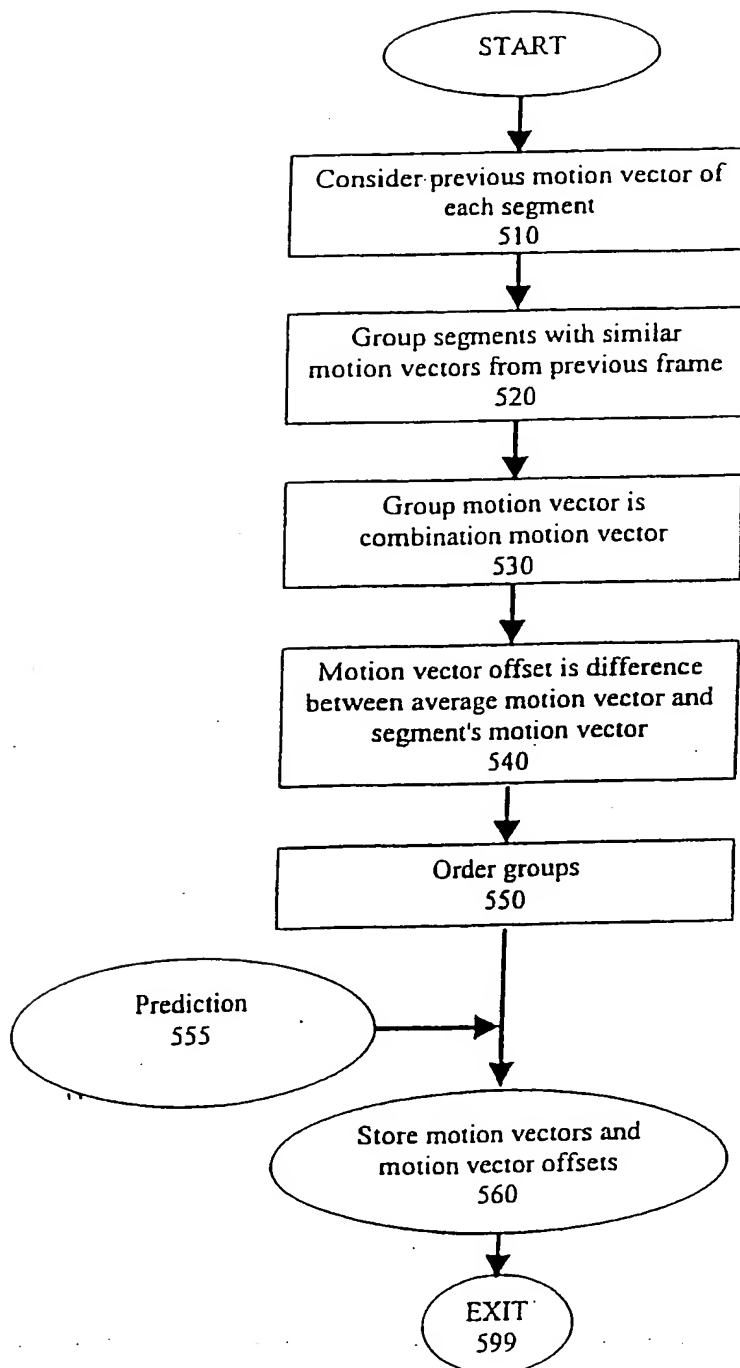 START
Consider previous motion vector of
each segment
510
Group segments with similar
motion vectors from previous frame
520
Group motion vector is
combination motion vector
530
Motion vector offset is difference
between average motion vector and
segment's motion vector
540
Order groups
550
Prediction
555
Store motion vectors and
motion vector offsets
560
EXIT
599